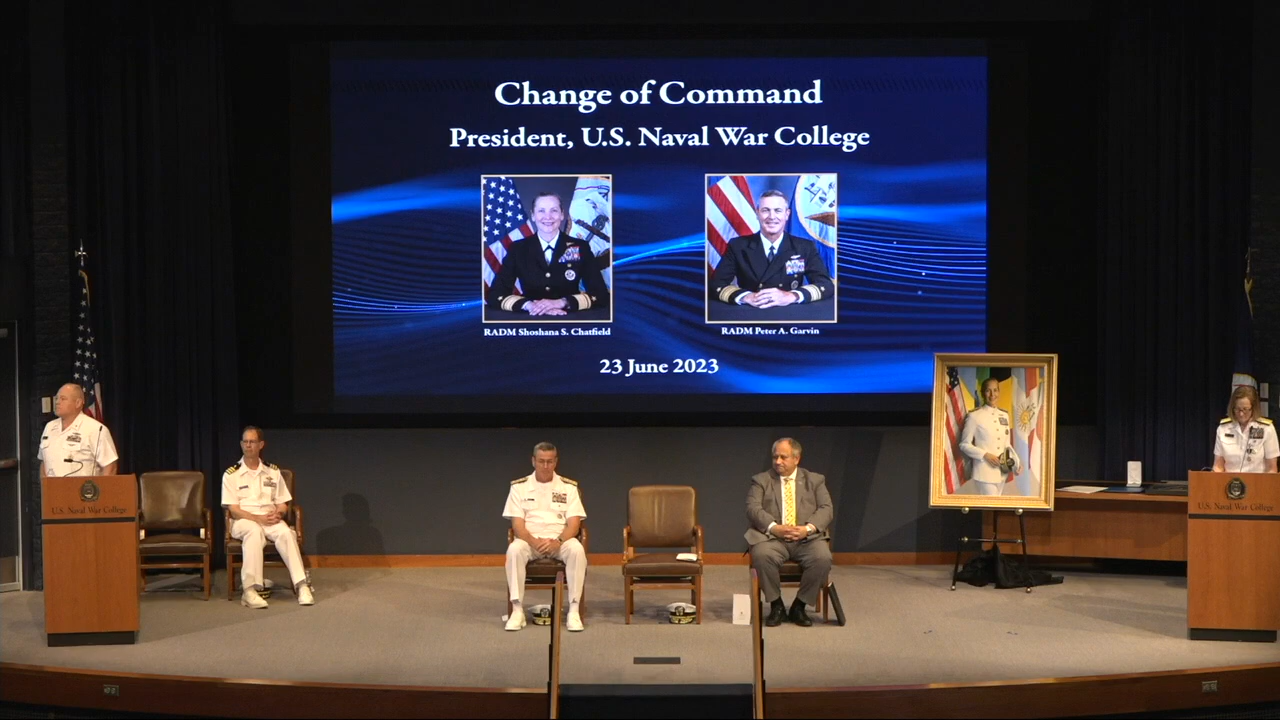 Change of Command
President, U.S. Naval War College
RADM Shoshana S. Chatfield
RADM Peter A. Garvin
23 June 2023
U.S. Naval War College
U.S. Naval War College